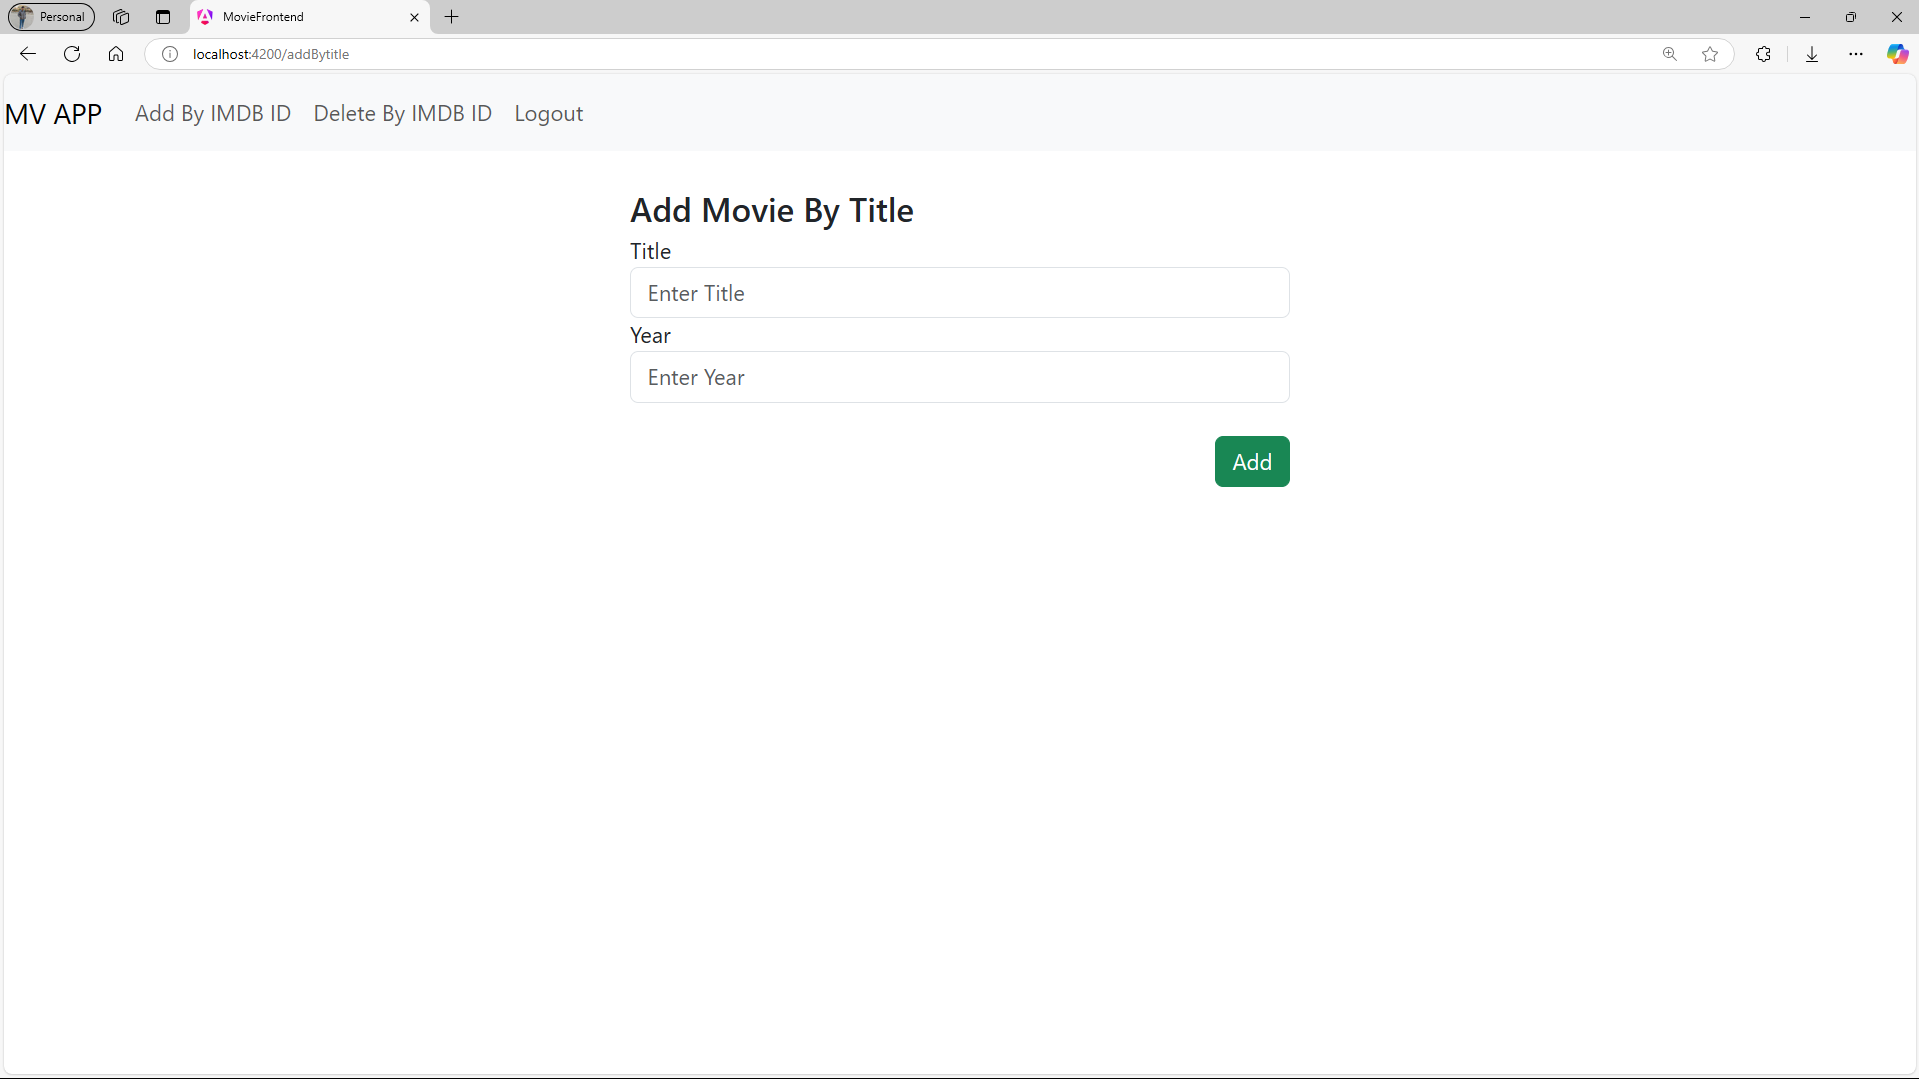 Personal
MovieFrontend
localhost:4200/addBytitle
MV APP Add By IMDB ID Delete By IMDB ID Logout
Add Movie By Title
Title
Enter Title
Year
Enter Year
Add